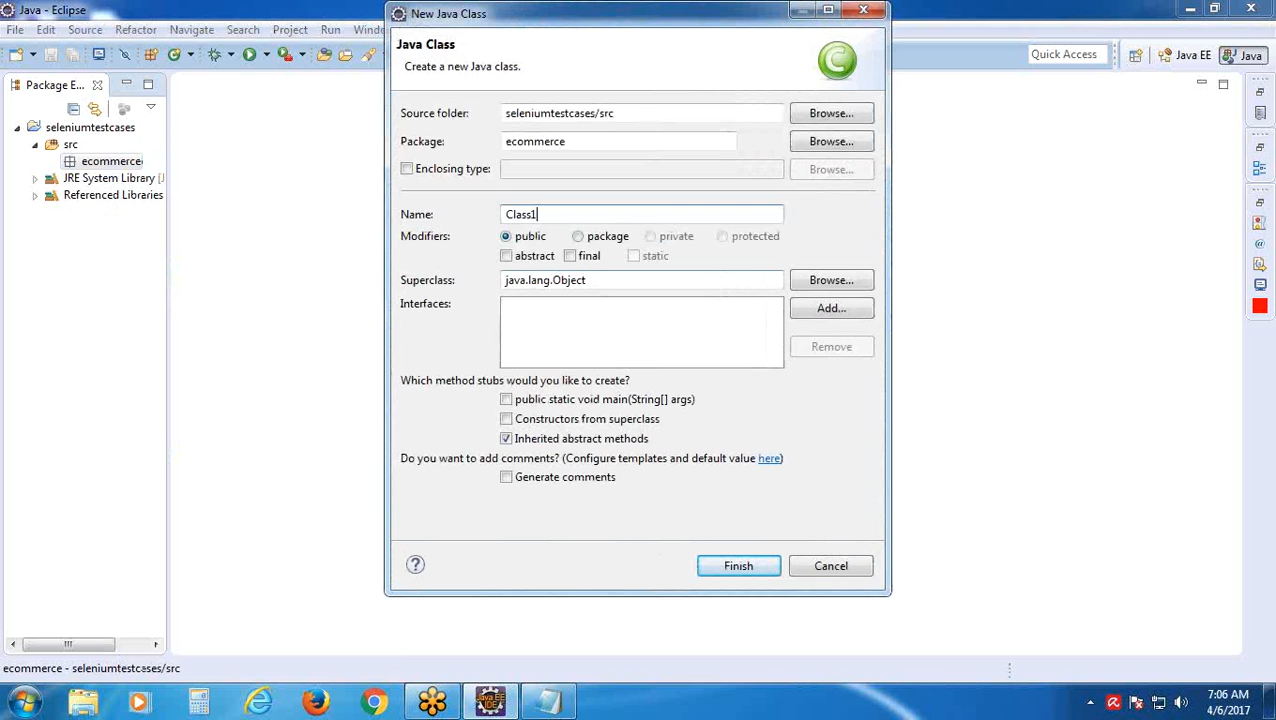 Java - Eclipse
New Java Class
File Edit Source Refactor Navigate Search Project Run
Java Class
Create a new Java class.
Quick Access
Java EE
Java
Package E...
seleniumtestcases
src
ecommerce
JRE System Library [J
Referenced Libraries
Source folder: seleniumtestcases/src Browse...
Package: ecommerce Browse...
Enclosing type: Browse...
Name: Class1
Modifiers: public package private protected
abstract final static
Superclass: java.lang.Object Browse...
Interfaces: Add...
Remove
Which method stubs would you like to create?
public static void main(String[] args)
Constructors from superclass
Inherited abstract methods
Do you want to add comments? (Configure templates and default value here)
Generate comments
Finish Cancel
ecommerce - seleniumtestcases/src
Java EE
IDE
7:06 AM
4/6/2017